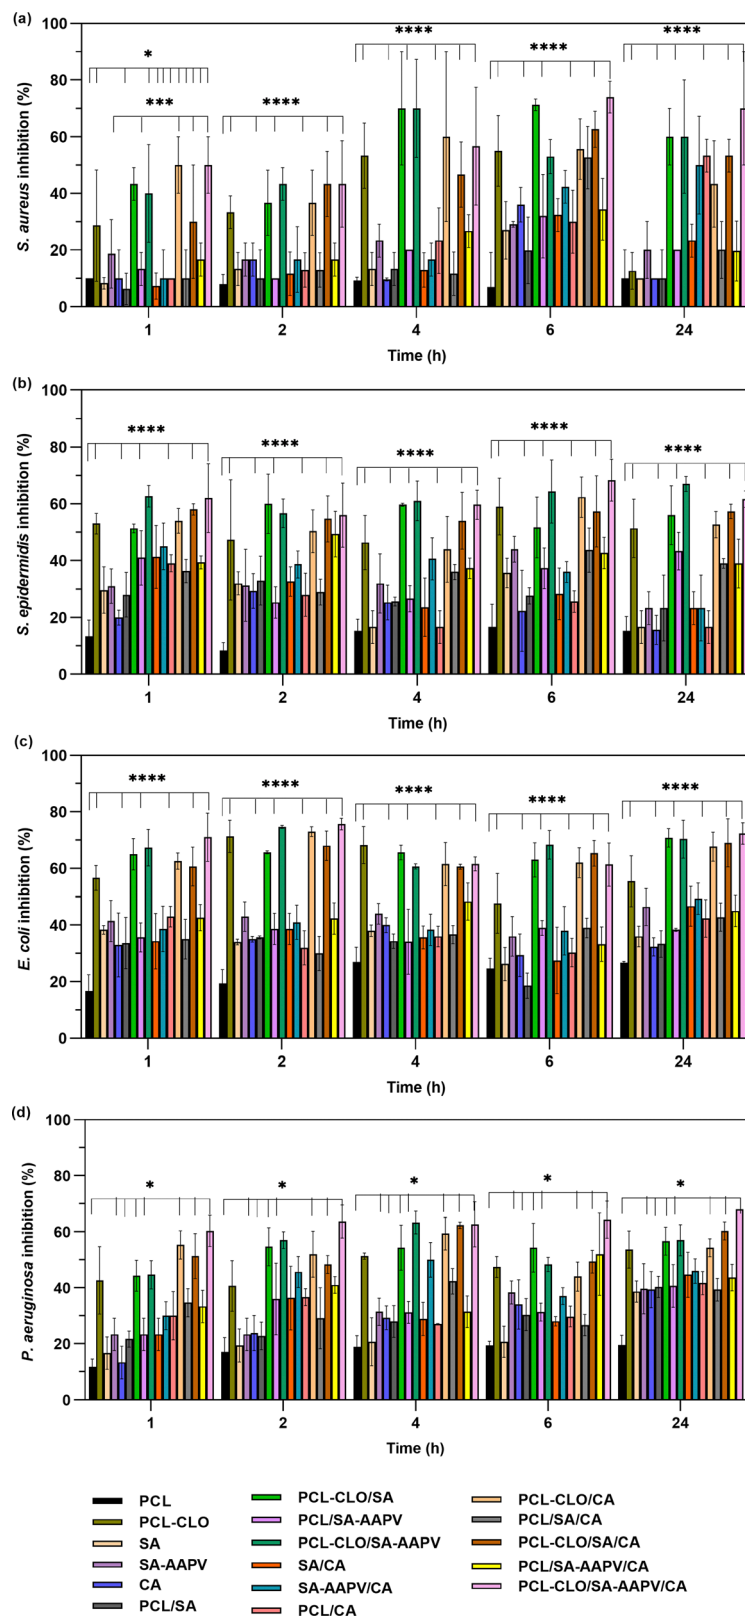 (a)
S. aureus inhibition (%)
100
80
60
40
20
0
*
***
****
****
****
****
1
2
4
6
24
Time (h)
(b)
S. epidermidis inhibition (%)
100
80
60
40
20
0
****
****
****
****
****
1
2
4
6
24
Time (h)
(c)
E. coli inhibition (%)
100
80
60
40
20
0
****
****
****
****
****
1
2
4
6
24
Time (h)
(d)
P. aeruginosa inhibition (%)
100
80
60
40
20
0
*
*
*
*
*
1
2
4
6
24
Time (h)
PCL
PCL-CLO
SA
SA-AAPV
CA
PCL/SA
PCL-CLO/SA
PCL/SA-AAPV
PCL-CLO/SA-AAPV
SA/CA
SA-AAPV/CA
PCL/CA
PCL-CLO/CA
PCL/SA/CA
PCL-CLO/SA/CA
PCL/SA-AAPV/CA
PCL-CLO/SA-AAPV/CA